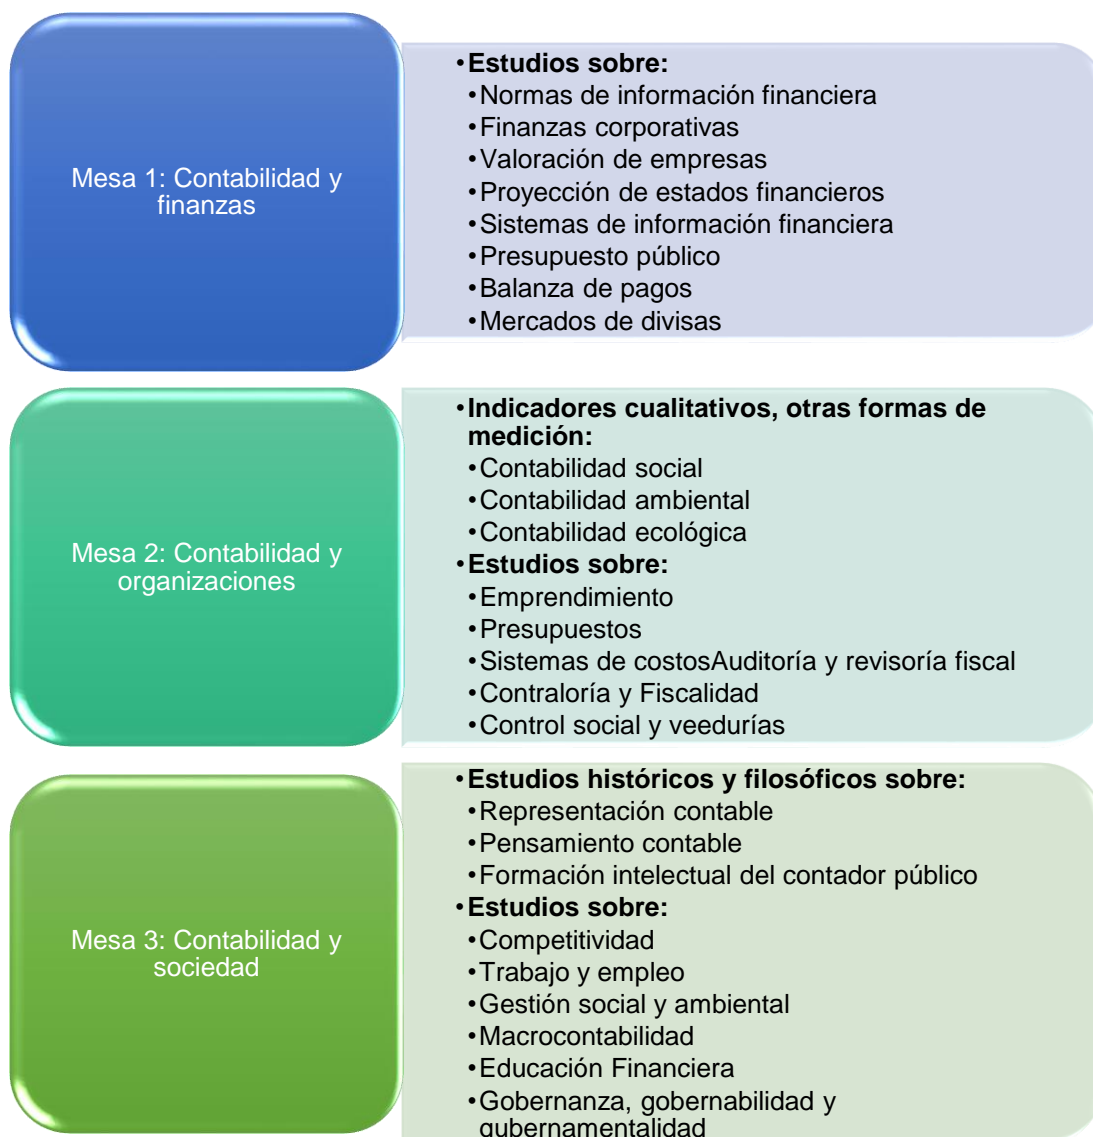 Mesa 1: Contabilidad y
finanzas
•Estudios sobre:
•Normas de información financiera
•Finanzas corporativas
•Valoración de empresas
•Proyección de estados financieros
•Sistemas de información financiera
•Presupuesto público
•Balanza de pagos
•Mercados de divisas
Mesa 2: Contabilidad y
organizaciones
•Indicadores cualitativos, otras formas de
medición:
•Contabilidad social
•Contabilidad ambiental
•Contabilidad ecológica
•Estudios sobre:
•Emprendimiento
•Presupuestos
•Sistemas de costosAuditoría y revisoría fiscal
•Contraloría y Fiscalidad
•Control social y veedurías
Mesa 3: Contabilidad y
sociedad
•Estudios históricos y filosóficos sobre:
•Representación contable
•Pensamiento contable
•Formación intelectual del contador público
•Estudios sobre:
•Competitividad
•Trabajo y empleo
•Gestión social y ambiental
•Macrocontabilidad
•Educación Financiera
•Gobernanza, gobernabilidad y
gubernamentalidad